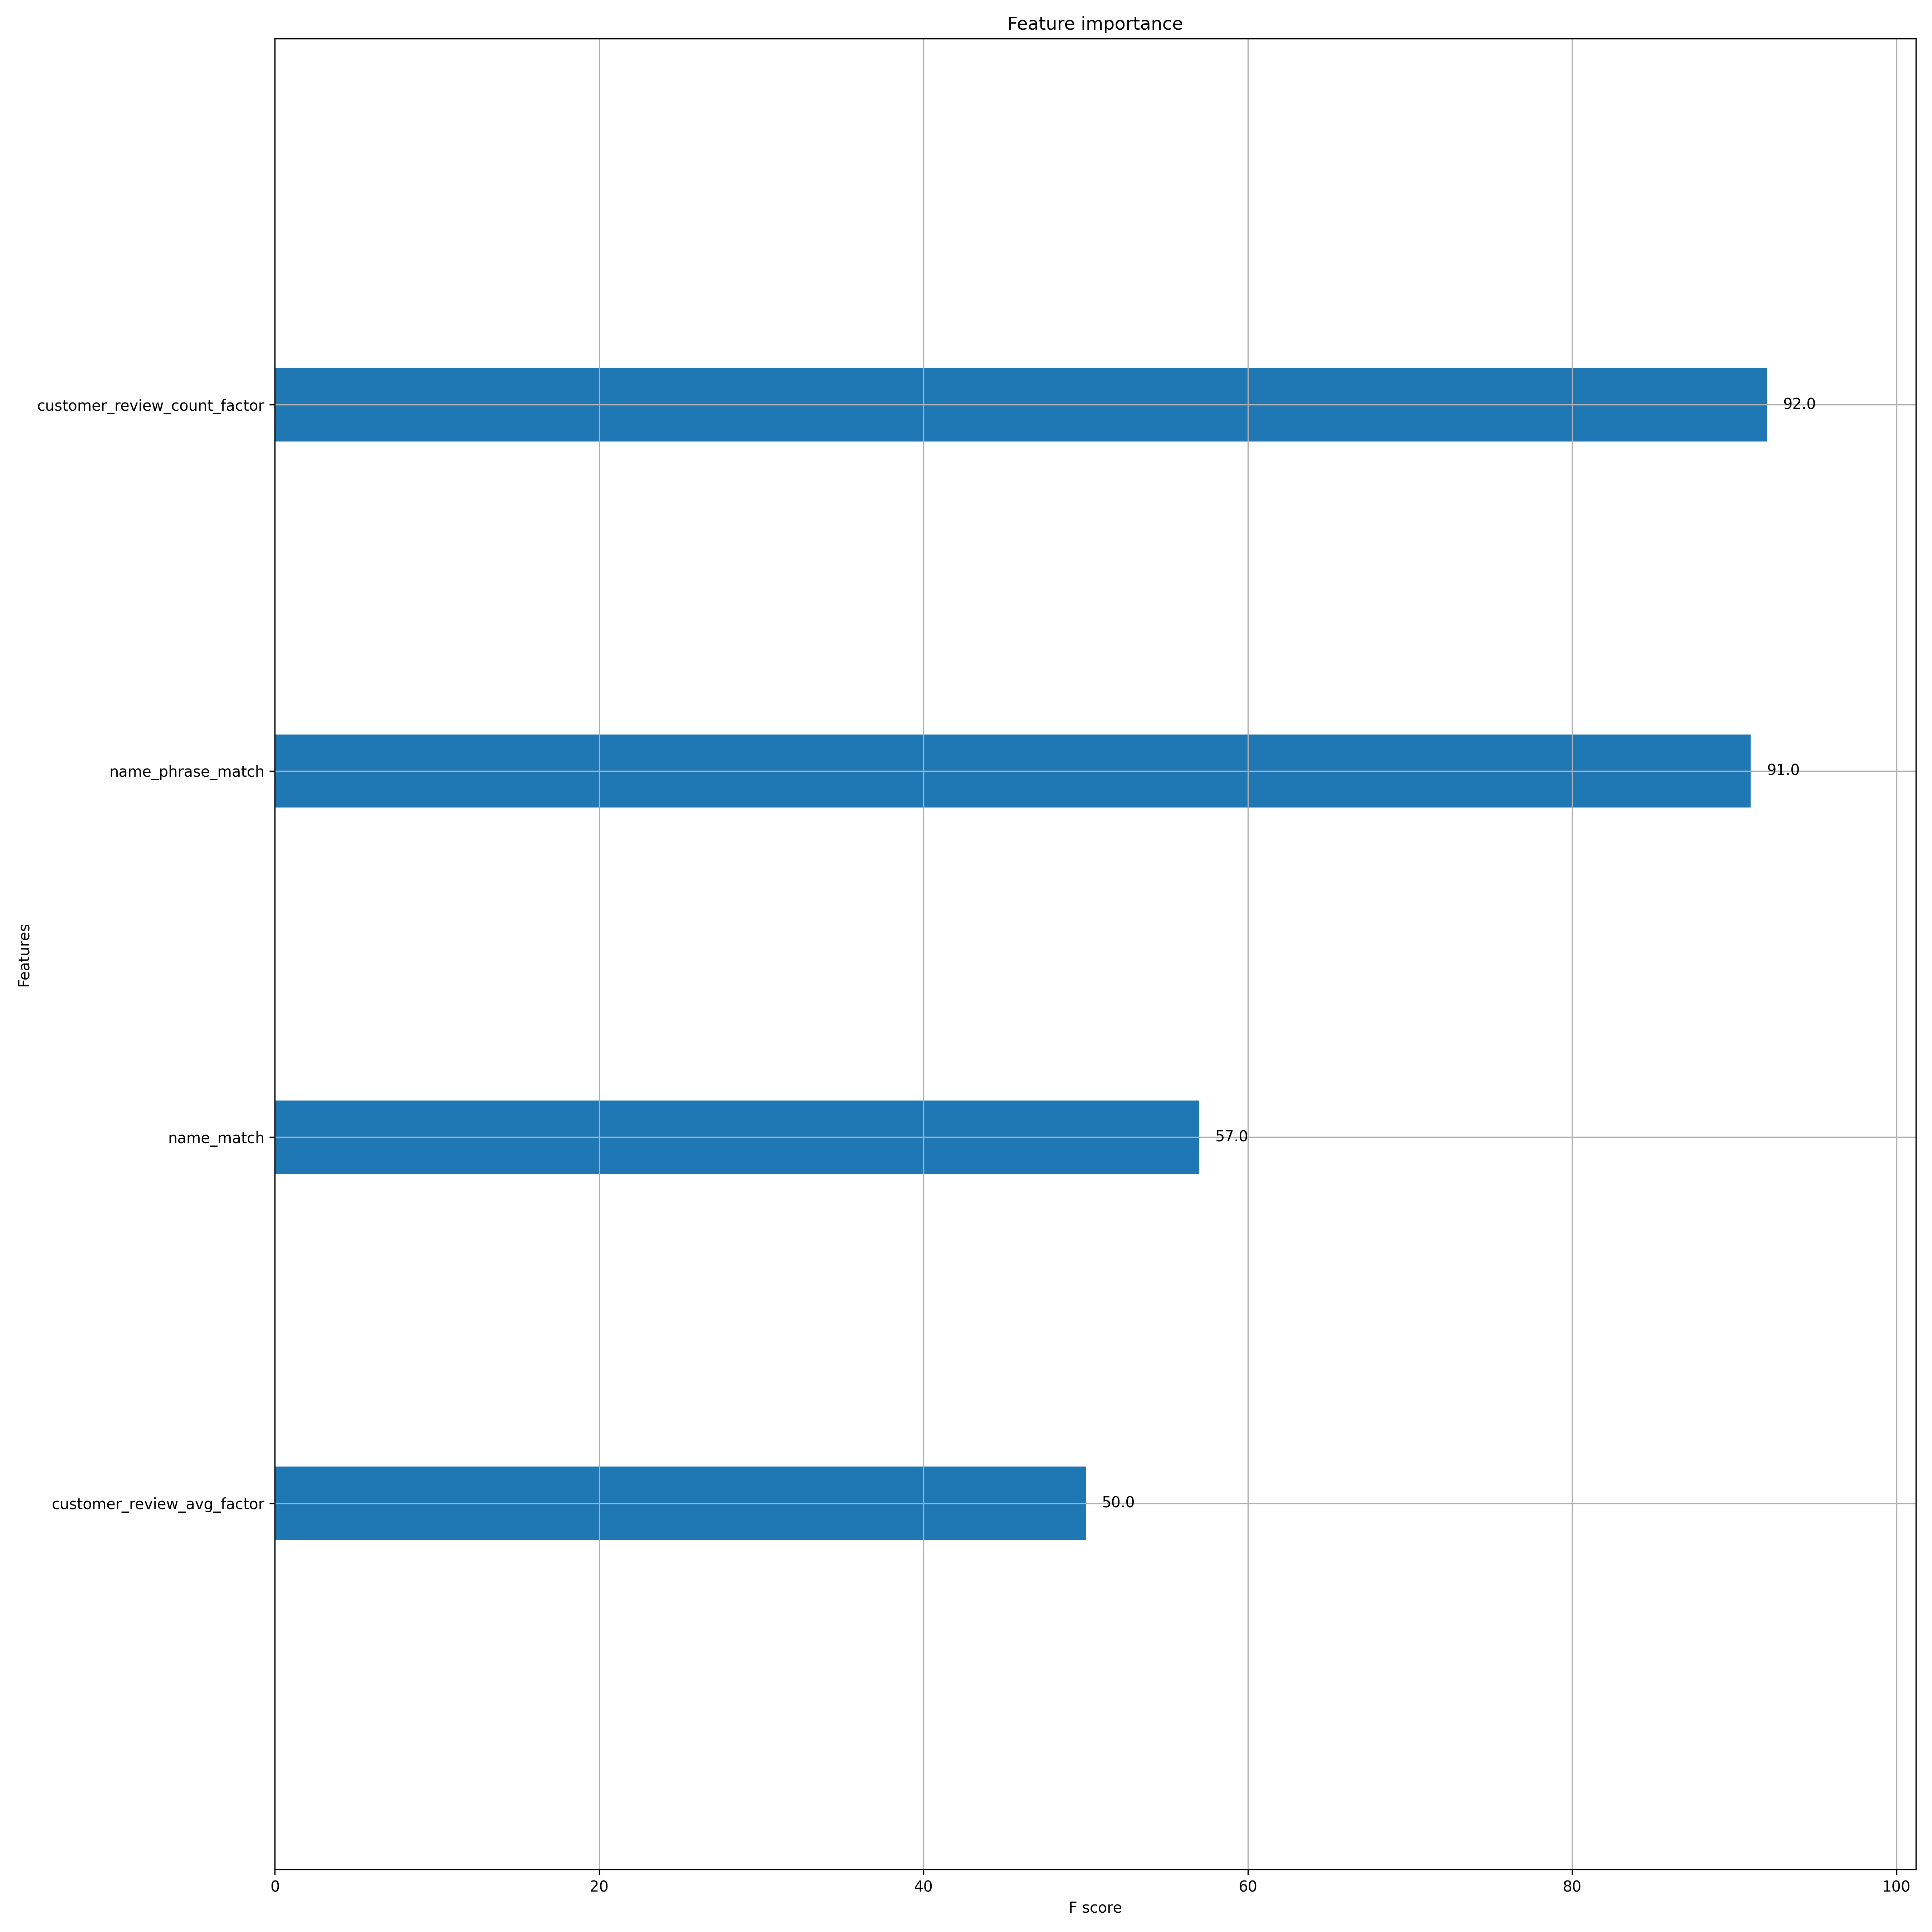 Feature importance
customer_review_count_factor
92.0
name_phrase_match
91.0
Features
name_match
57.0
customer_review_avg_factor
50.0
0 20 40 60 80 100
F score